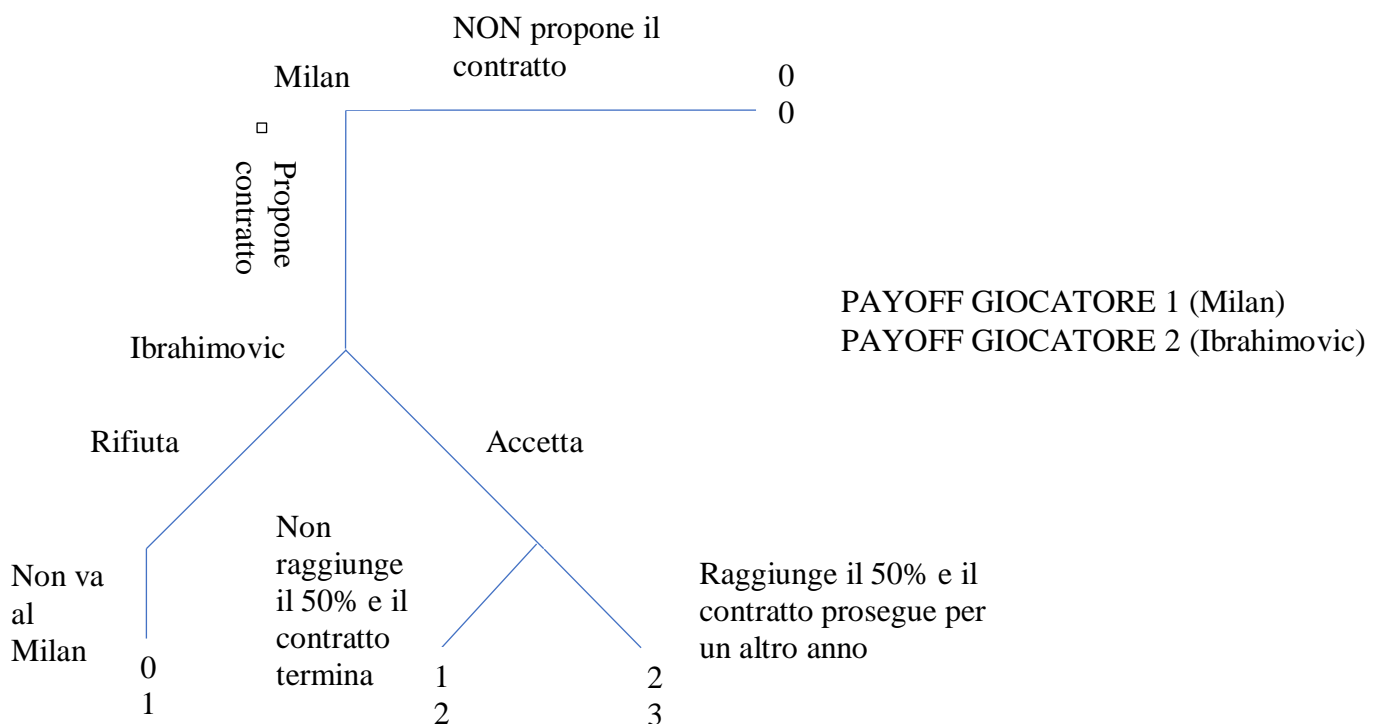 NON propone il
contratto
Milan
0
0
Propone
contratto
PAYOFF GIOCATORE 1 (Milan)
PAYOFF GIOCATORE 2 (Ibrahimovic)
Ibrahimovic
Rifiuta
Accetta
Non va
al
Milan
0
1
Non
raggiunge
il 50% e il
contratto
termina
1
2
Raggiunge il 50% e il
contratto prosegue per
un altro anno
2
3